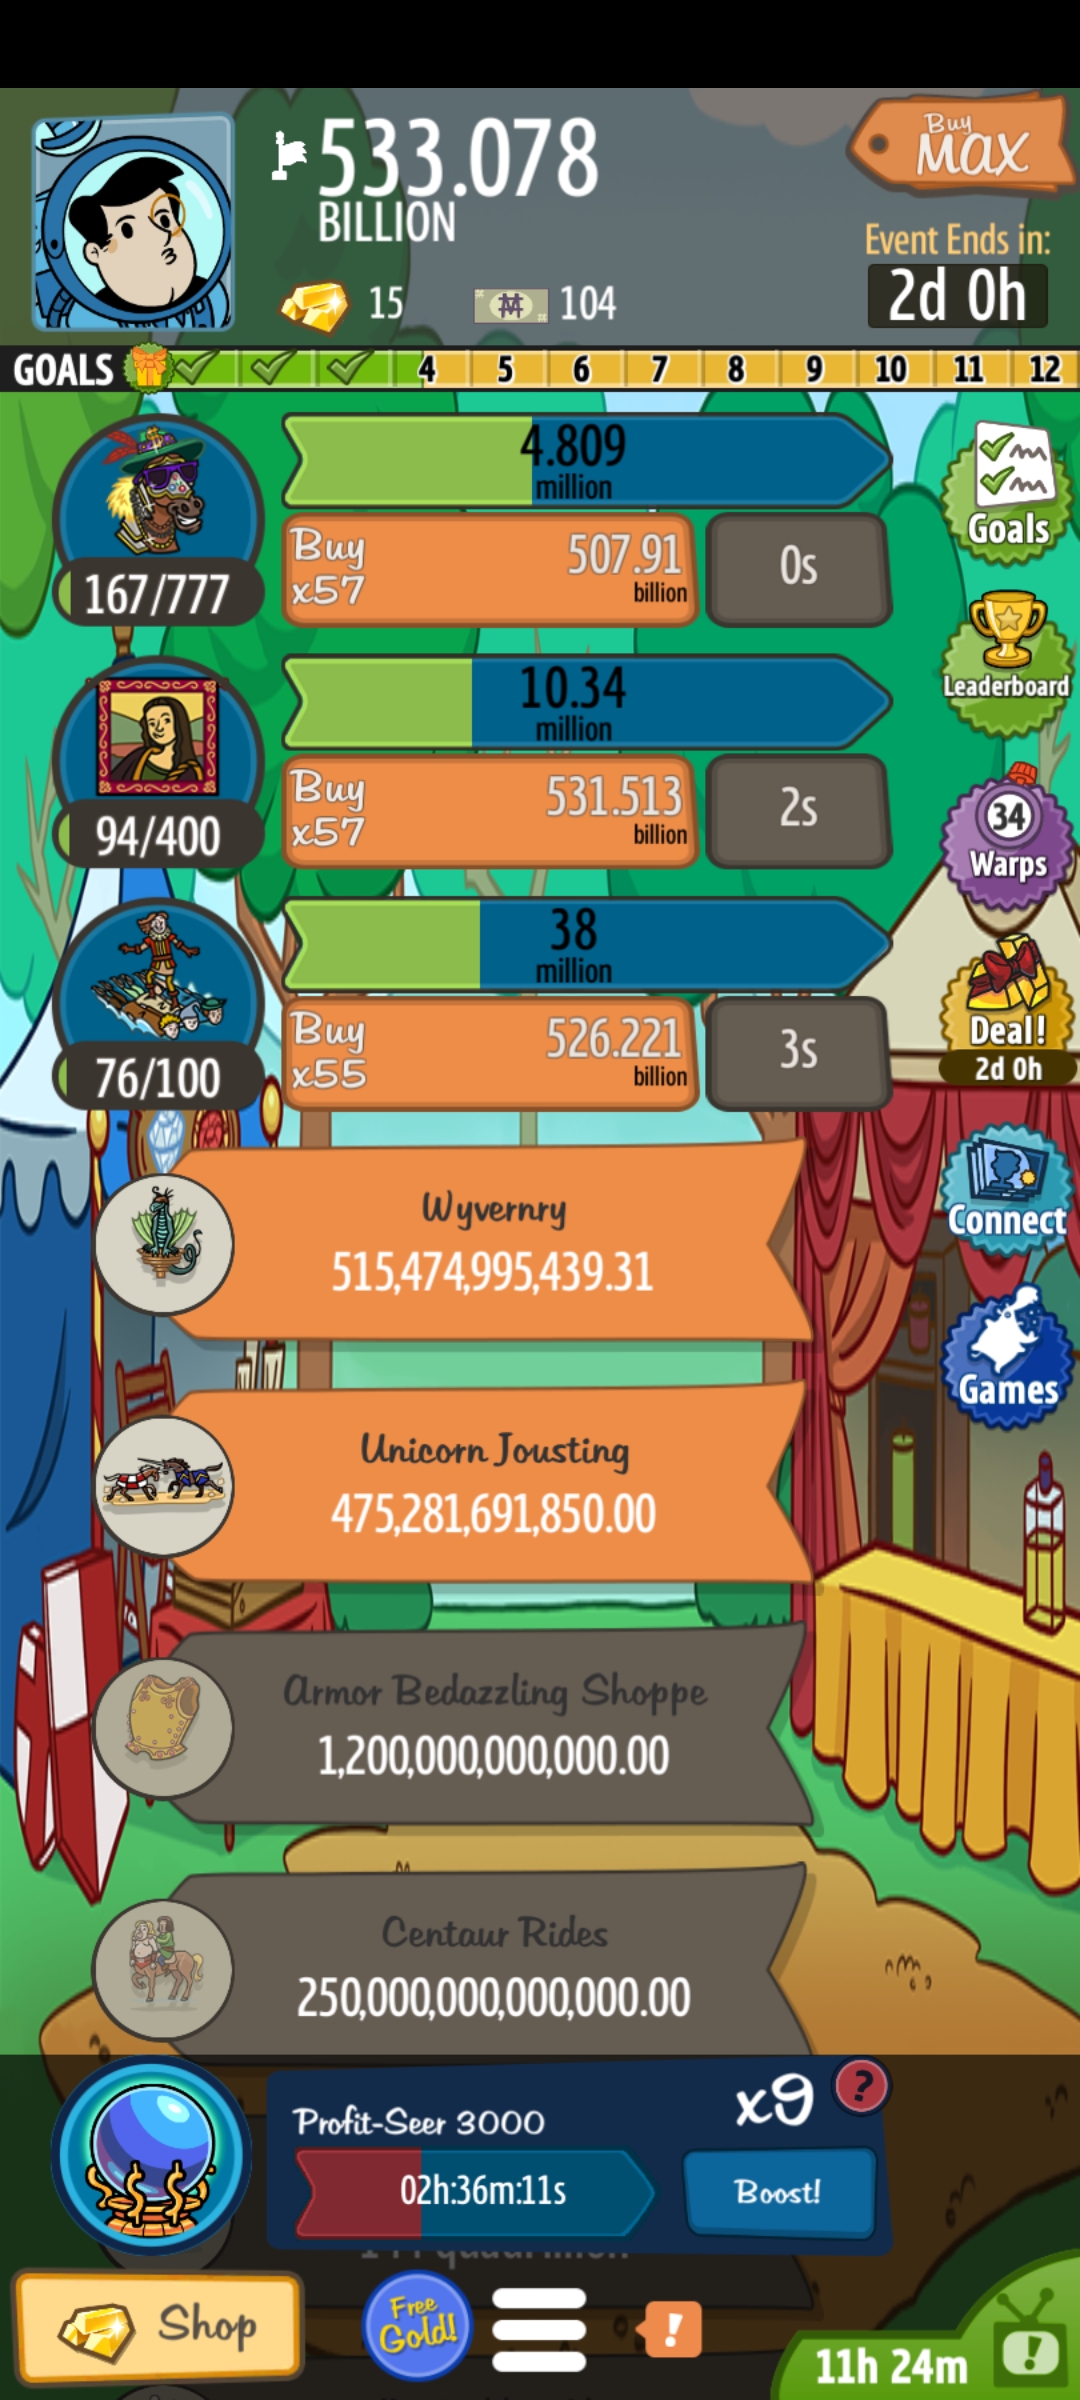 533.078
BILLION
15
104
Buy
MAX
Event Ends in:
2d 0h
GOALS
4 5 6 7 8 9 10 11 12
4.809
million
Buy
x57
507.91
billion
0s
167/777
10.34
million
Buy
x57
531.513
billion
2s
94/400
38
million
Buy
x55
526.221
billion
3s
76/100
Goals
Leaderboard
34
Warps
Deal!
2d 0h
Connect
Games
Wyvernry
515,474,995,439.31
Unicorn Jousting
475,281,691,850.00
Armor Bedazzling Shoppe
1,200,000,000,000.00
Centaur Rides
250,000,000,000,000.00
Profit-Seer 3000
x9
?
02h:36m:11s
Boost!
Shop
Free
Gold!
!
11h 24m
!